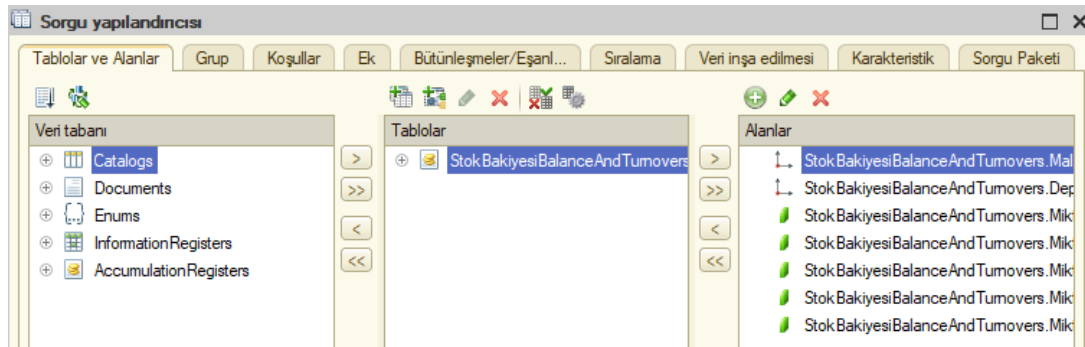 Sorgu yapılandırıcısı
Tablolar ve Alanlar Grup Koşullar Ek Bütünleşmeler/Eşanl... Sıralama Veri inşa edilmesi Karakteristik Sorgu Paketi
Veri tabanı Tablolar Alanlar
Catalogs StokBakiyesiBalanceAndTurnovers StokBakiyesiBalanceAndTurnovers.Mal
Documents StokBakiyesiBalanceAndTurnovers.Dep
Enums StokBakiyesiBalanceAndTurnovers.Mik
InformationRegisters StokBakiyesiBalanceAndTurnovers.Mik
AccumulationRegisters StokBakiyesiBalanceAndTurnovers.Mik
StokBakiyesiBalanceAndTurnovers.Mik
StokBakiyesiBalanceAndTurnovers.Mik